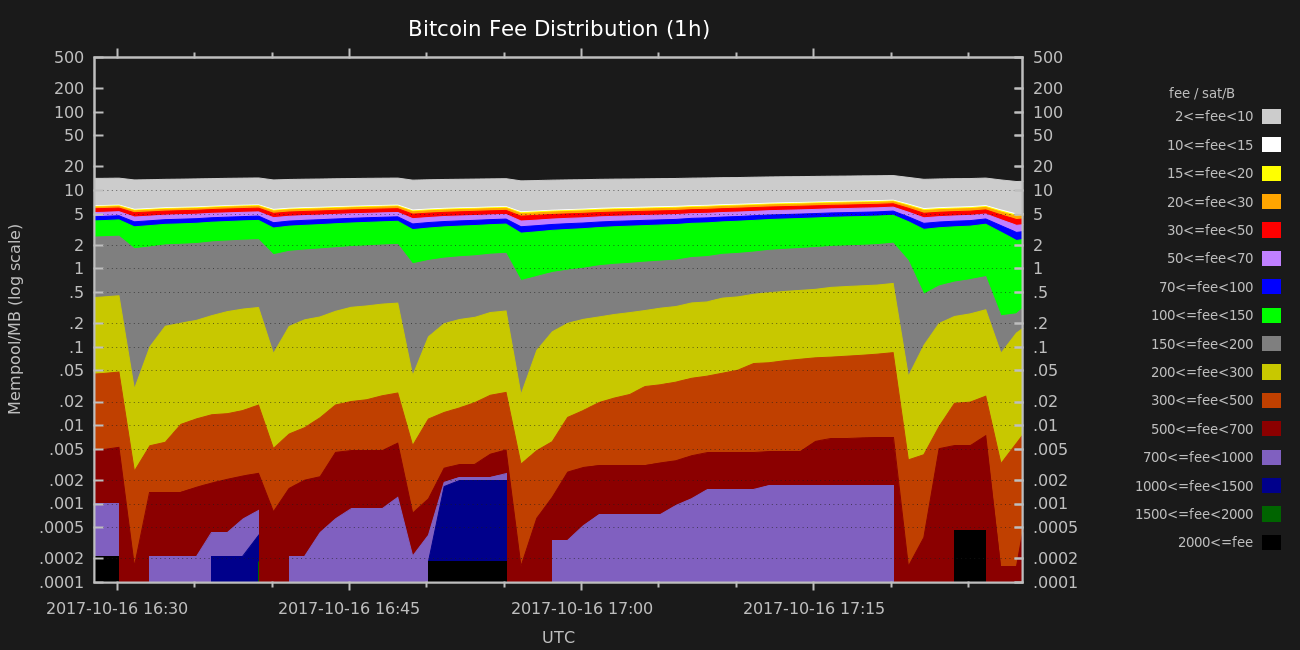 Bitcoin Fee Distribution (1h)
500
200
100
50
20
10
5
2
1
.5
.2
.1
.05
.02
.01
.005
.002
.001
.0005
.0002
.0001
Mempool/MB (log scale)
500
200
100
50
20
10
5
2
1
.5
.2
.1
.05
.02
.01
.005
.002
.001
.0005
.0002
.0001
2017-10-16 16:30 2017-10-16 16:45 2017-10-16 17:00 2017-10-16 17:15
UTC
fee / sat/B
2<=fee<10
10<=fee<15
15<=fee<20
20<=fee<30
30<=fee<50
50<=fee<70
70<=fee<100
100<=fee<150
150<=fee<200
200<=fee<300
300<=fee<500
500<=fee<700
700<=fee<1000
1000<=fee<1500
1500<=fee<2000
2000<=fee